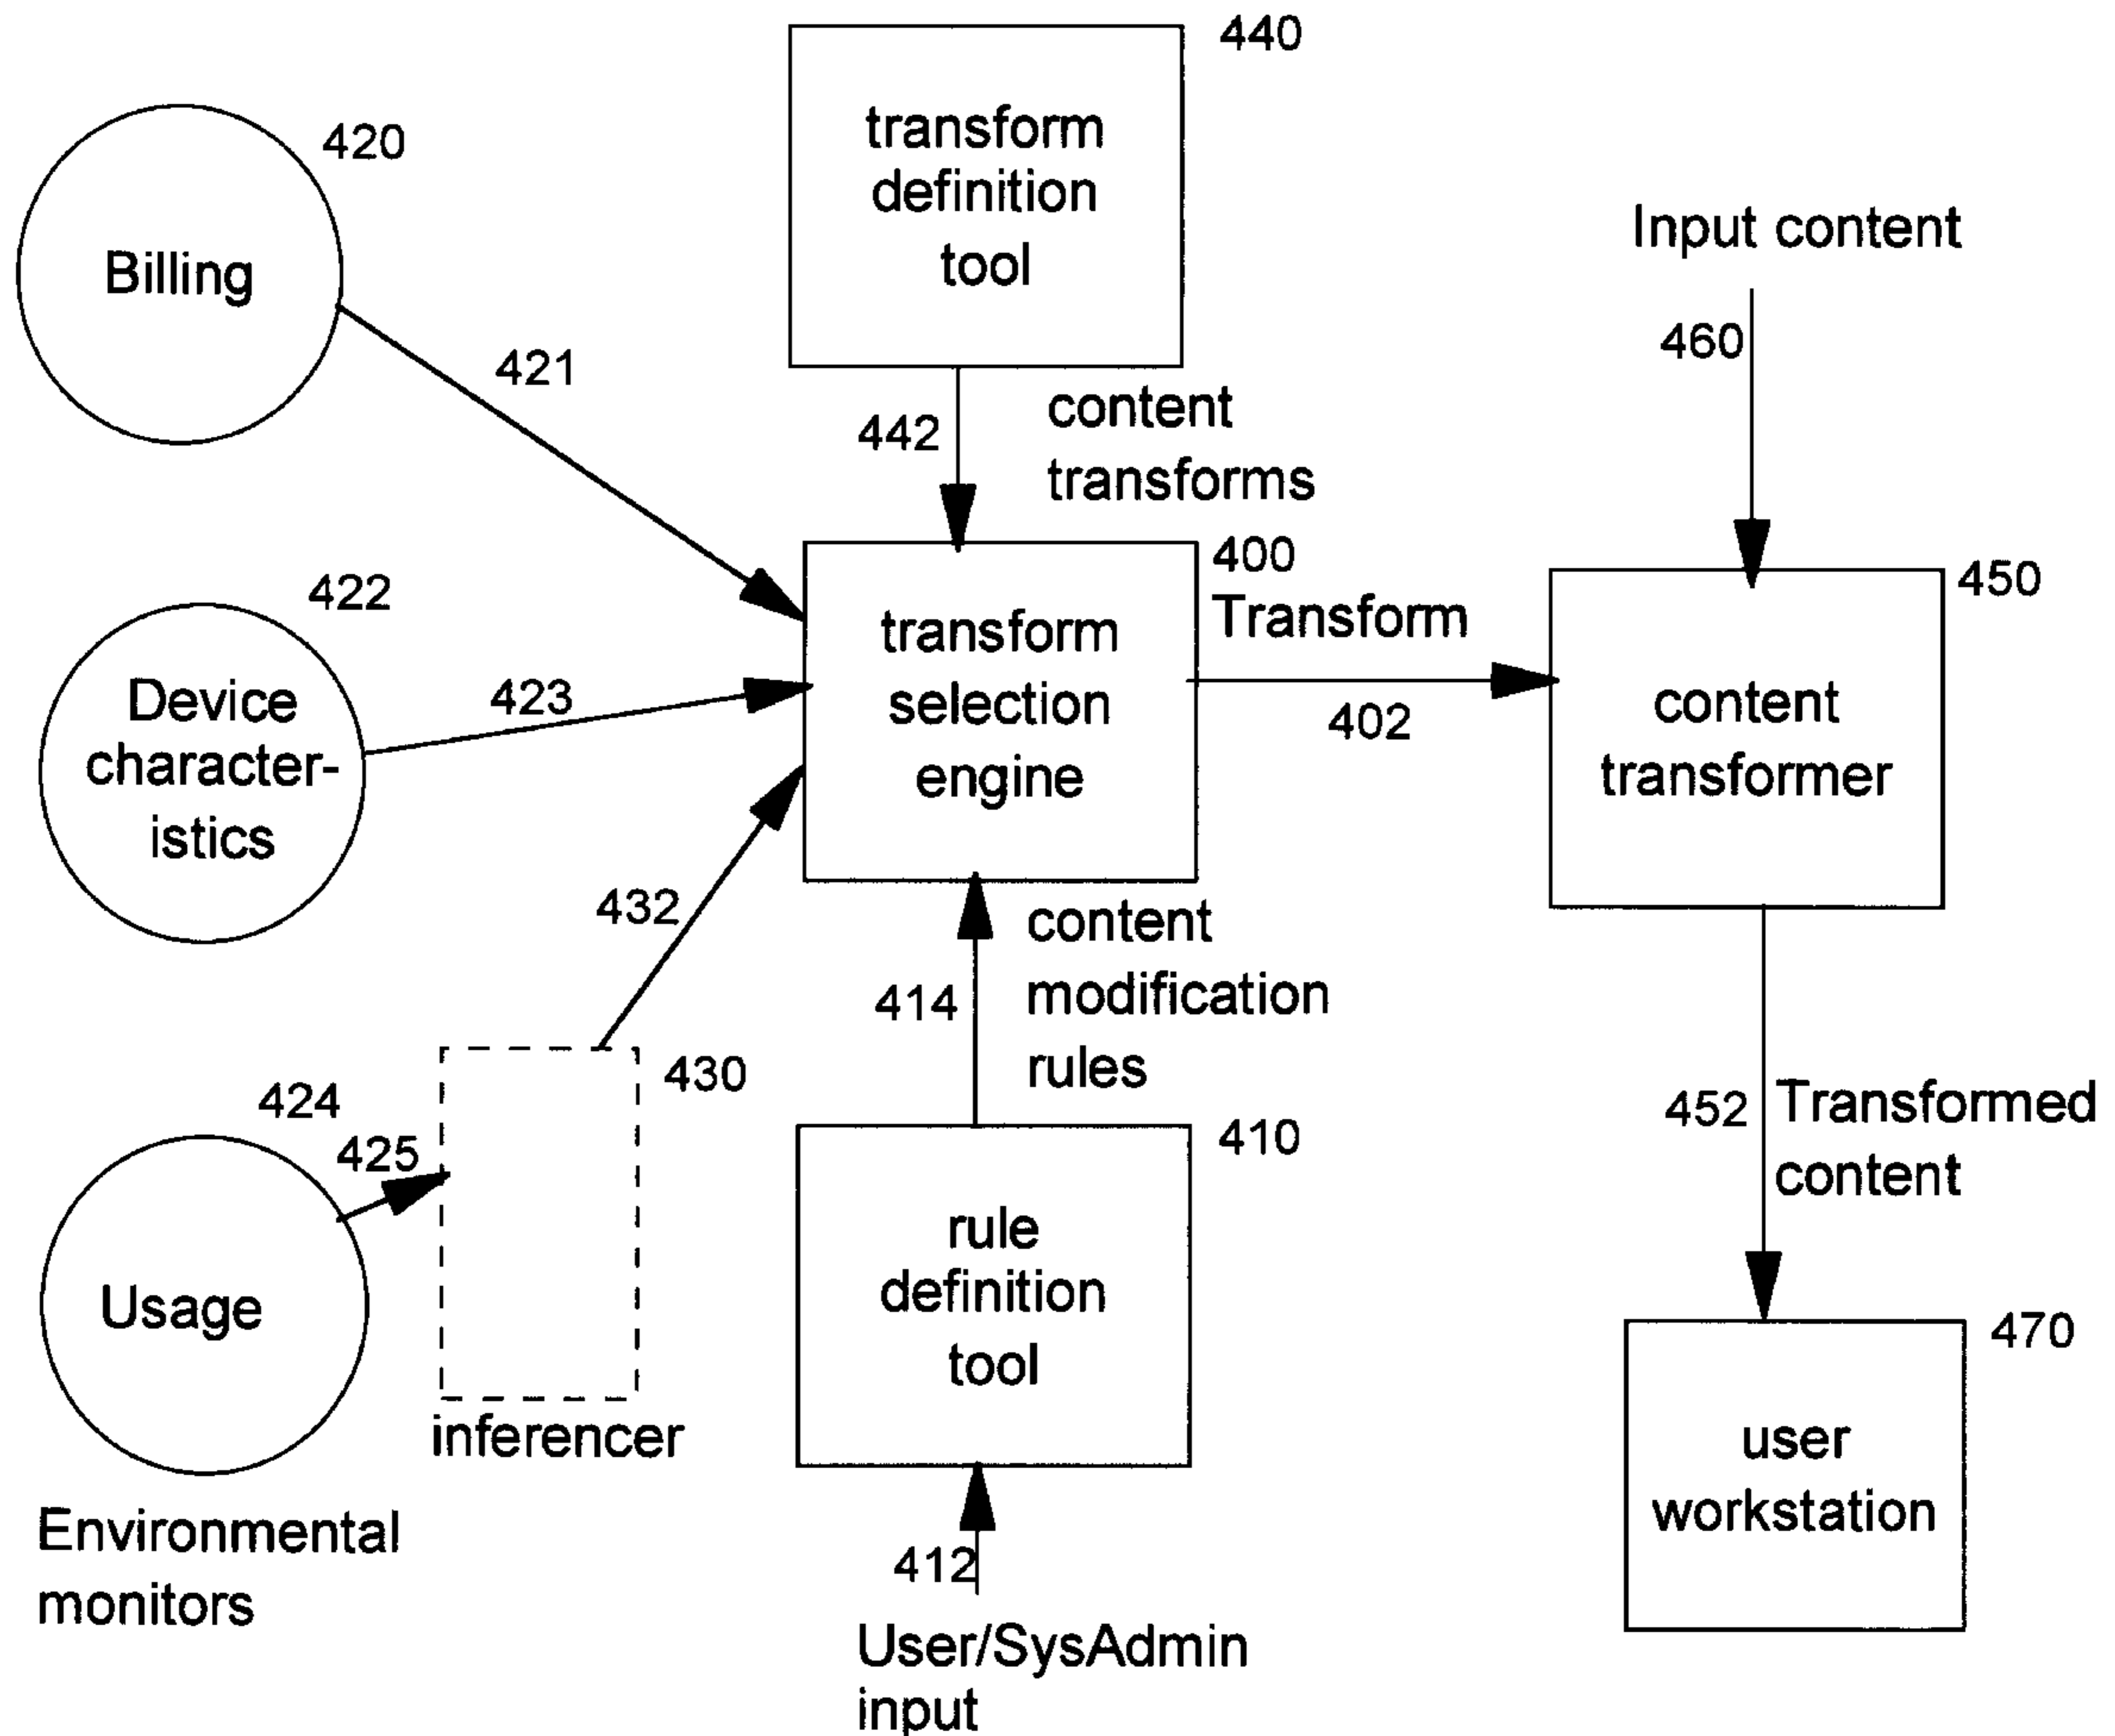 440
transform
definition
tool
420
Billing
421
442
content
transforms
Input content
460
422
Device
character-
istics
423
400
transform
selection
engine
Transform
402
450
content
transformer
432
414
content
modification
rules
424
425
Usage
430
inferencer
Environmental
monitors
410
rule
definition
tool
412
User/SysAdmin
input
452
Transformed
content
470
user
workstation